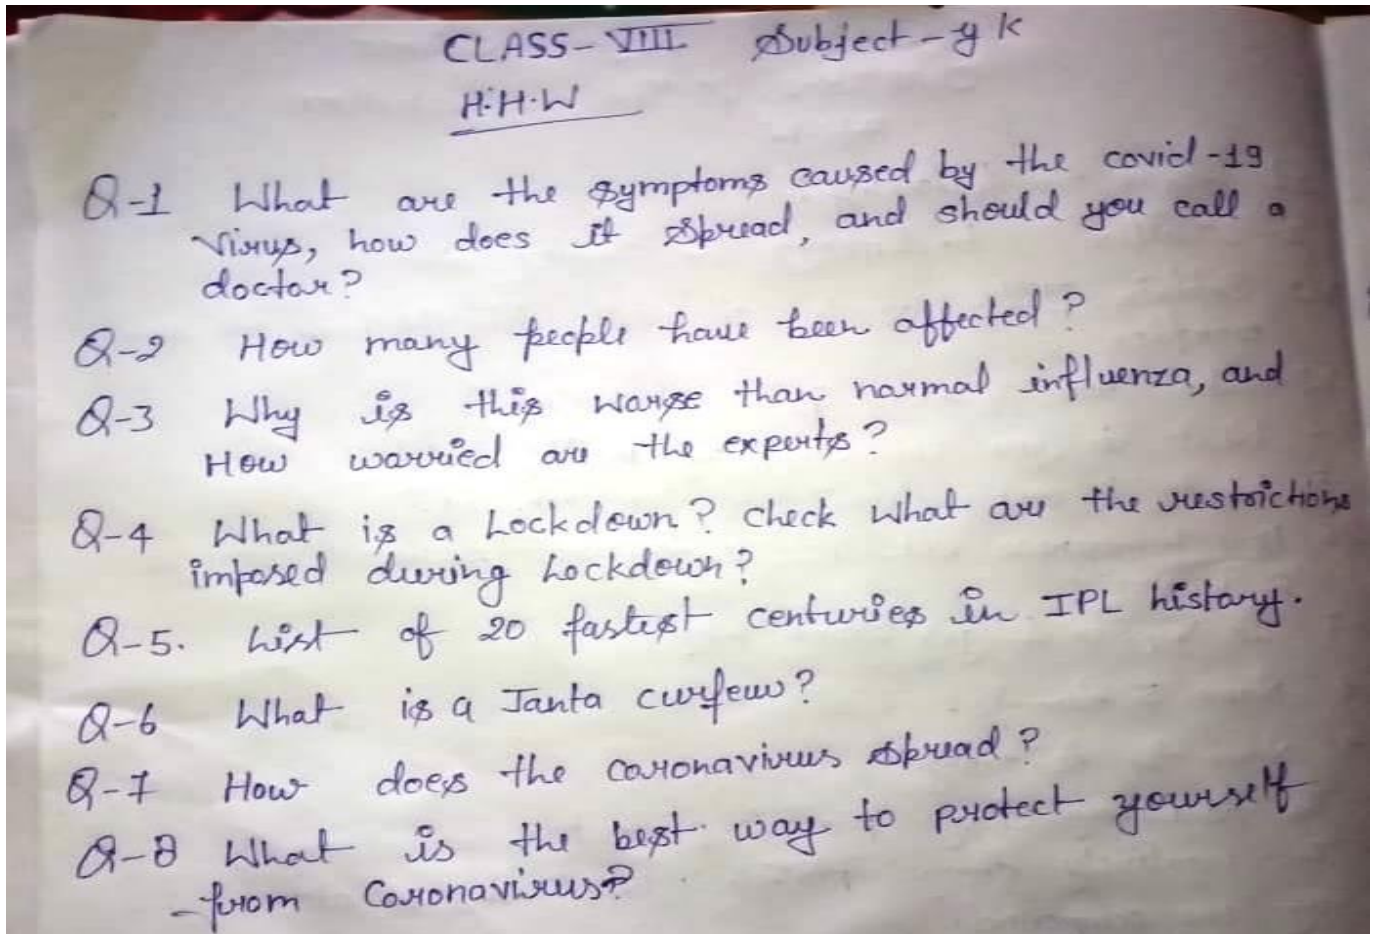 CLASS-VIII Subject-g k
H.H.W
Q-1 What are the symptoms caused by the covid-19
virus, how does it spread, and should you call a
doctor?
Q-2 How many people have been affected?
Q-3 Why is this worse than normal influenza, and
How worried are the experts?
Q-4 What is a Lockdown? check what are the restrictions
imposed during Lockdown?
Q-5. List of 20 fastest centuries in IPL history.
Q-6 What is a Janta curfew?
Q-7 How does the coronavirus spread?
Q-8 What is the best way to protect yourself
from Coronavirus?